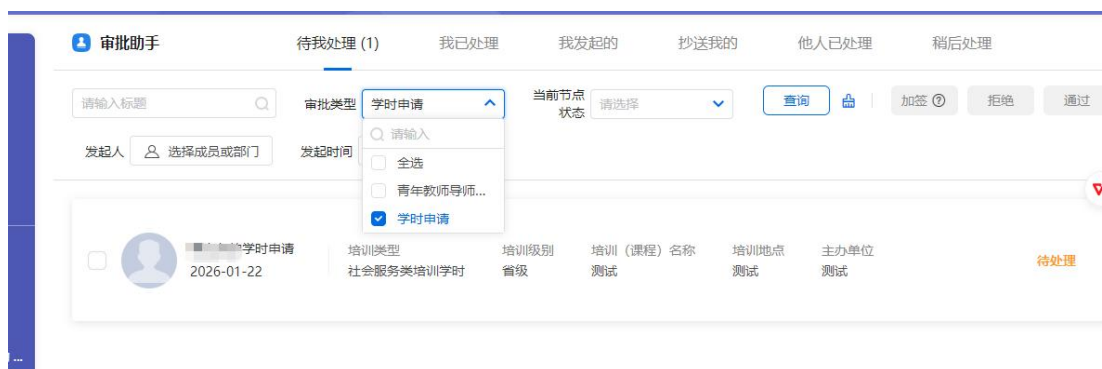 审批助手 待我处理 (1) 我已处理 我发起的 抄送我的 他人已处理 稍后处理
请输入标题 审批类型 学时申请 当前节点 状态 请选择 查询 加签 拒绝 通过
发起人 选择成员或部门 发起时间
请输入
全选
青年教师导师...
学时申请
学时申请 培训类型 培训级别 培训（课程）名称 培训地点 主办单位
2026-01-22 社会服务类培训学时 省级 测试 测试 测试
待处理